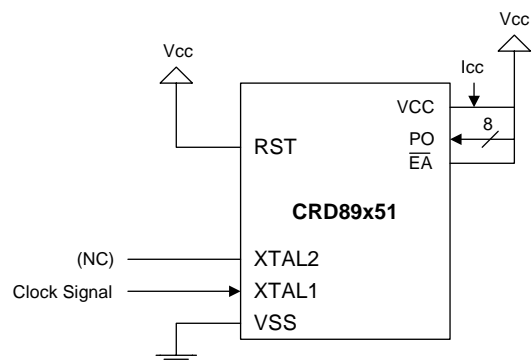 Vcc
Vcc
Icc
VCC
8
PO
RST
EA
CRD89x51
(NC)
XTAL2
Clock Signal
XTAL1
VSS